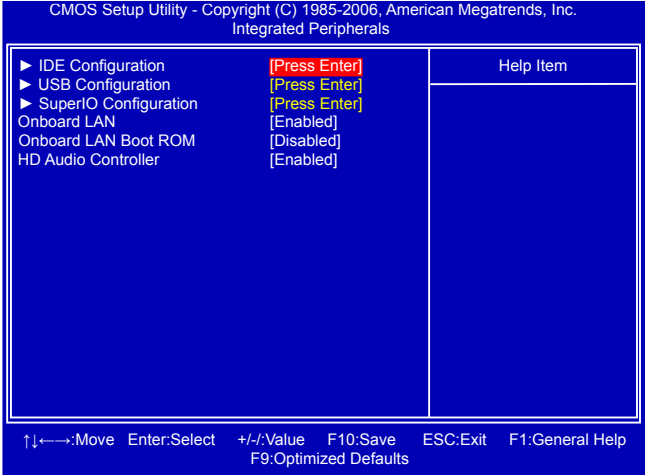 CMOS Setup Utility - Copyright (C) 1985-2006, American Megatrends, Inc.
Integrated Peripherals
► IDE Configuration [Press Enter]
Help Item
► USB Configuration [Press Enter]
► SuperIO Configuration [Press Enter]
Onboard LAN [Enabled]
Onboard LAN Boot ROM [Disabled]
HD Audio Controller [Enabled]
↑↓←→:Move Enter:Select +/-/:Value F10:Save ESC:Exit F1:General Help
F9:Optimized Defaults